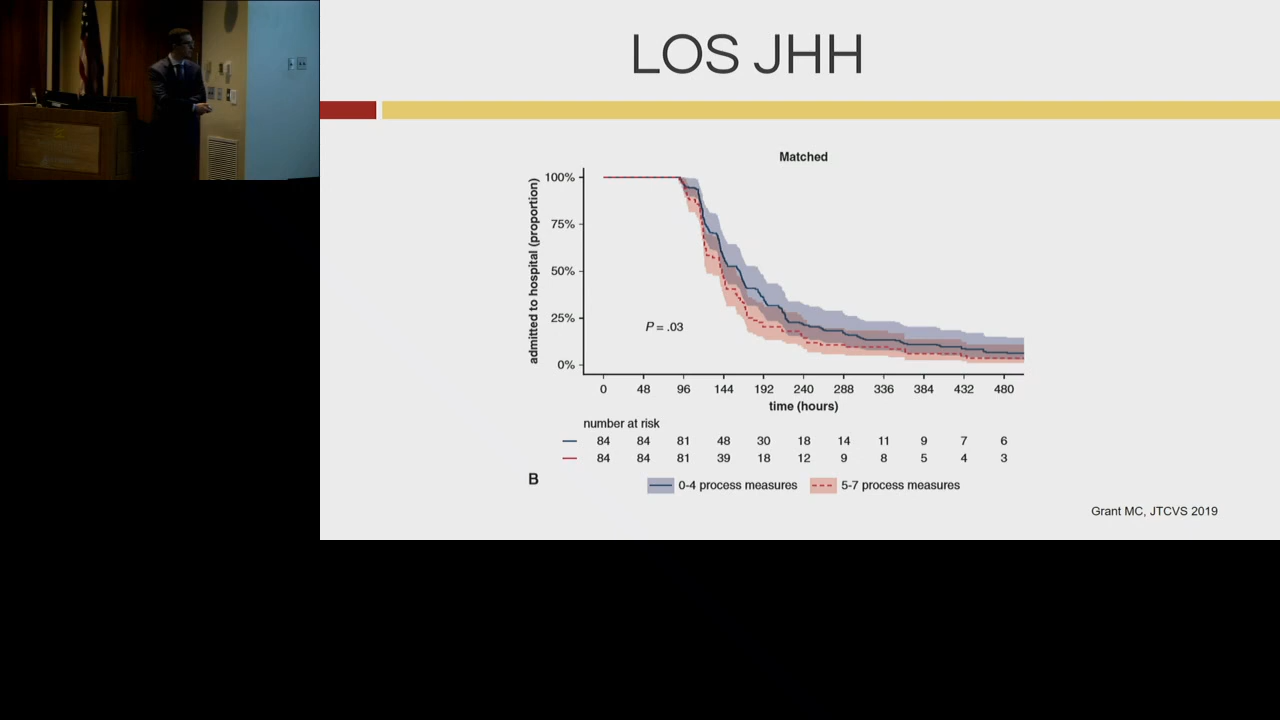 LOS JHH
Matched
admitted to hospital (proportion)
100%
75%
50%
25%
0%
P = .03
0 48 96 144 192 240 288 336 384 432 480
time (hours)
number at risk
84 84 81 48 30 18 14 11 9 7 6
84 84 81 39 18 12 9 8 5 4 3
B
0-4 process measures 5-7 process measures
Grant MC, JTCVS 2019